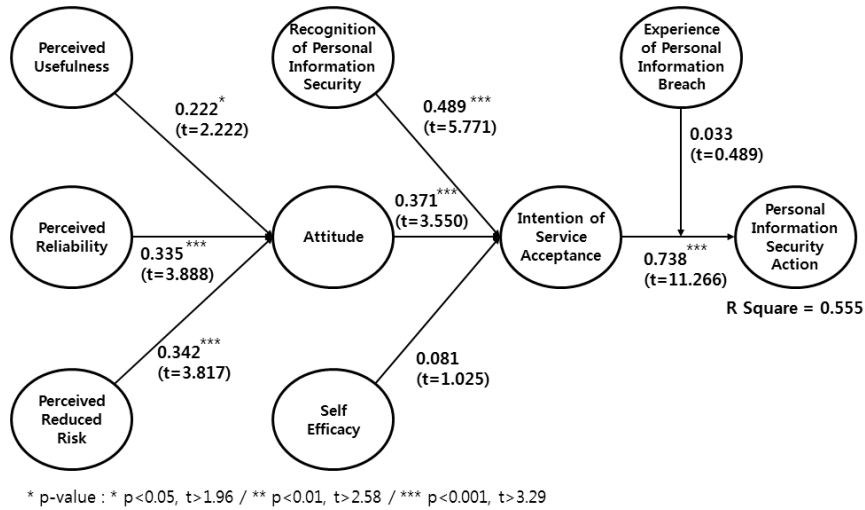 Perceived
Usefulness
Recognition
of Personal
Information
Security
Experience
of Personal
Information
Breach
0.222*
(t=2.222)
0.489***
(t=5.771)
0.033
(t=0.489)
Perceived
Reliability
0.335***
(t=3.888)
Attitude
0.371***
(t=3.550)
Intention of
Service
Acceptance
0.738***
(t=11.266)
Personal
Information
Security
Action
R Square = 0.555
0.342***
(t=3.817)
0.081
(t=1.025)
Perceived
Reduced
Risk
Self
Efficacy
* p-value : * p<0.05, t>1.96 / ** p<0.01, t>2.58 / *** p<0.001, t>3.29